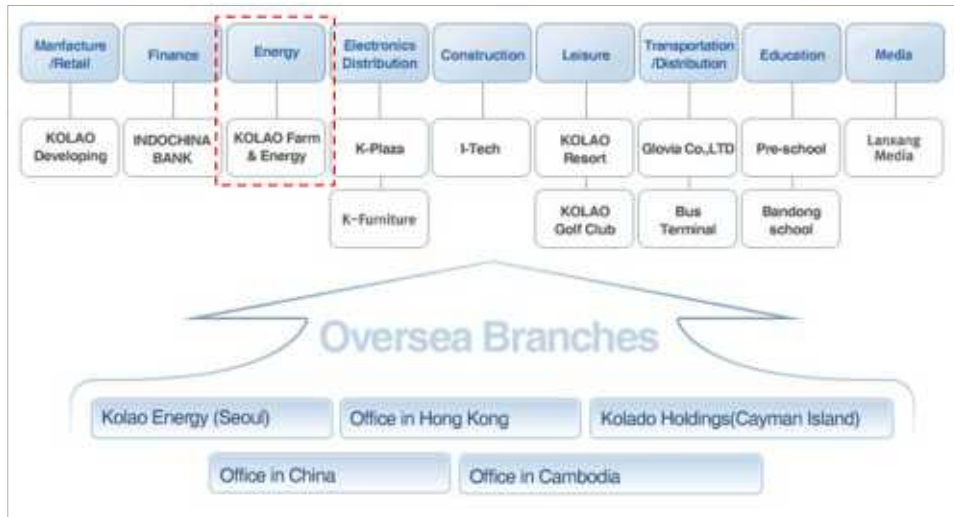 Manfacture
/Retail
Finance
Energy
Electronics
Distribution
Construction
Leisure
Transportation
/Distribution
Education
Media
KOLAO
Developing
INDOCHINA
BANK
KOLAO Farm
& Energy
K-Plaza
I-Tech
KOLAO
Resort
Glovia Co.,LTD
Pre-school
Lanxang
Media
K-Furniture
KOLAO
Golf Club
Bus
Terminal
Bandong
school
Oversea Branches
Kolao Energy (Seoul)
Office in Hong Kong
Kolado Holdings(Cayman Island)
Office in China
Office in Cambodia